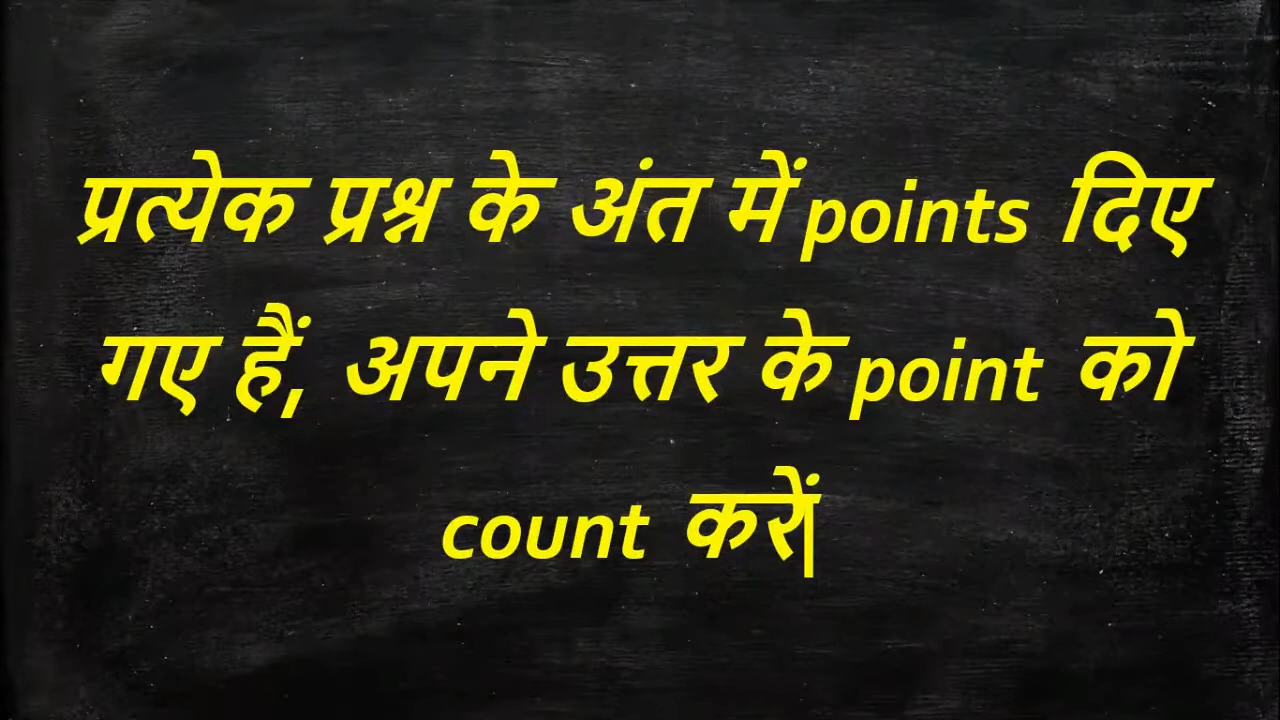 प्रत्येक प्रश्न के अंत में points दिए
गए हैं, अपने उत्तर के point को
count करें|